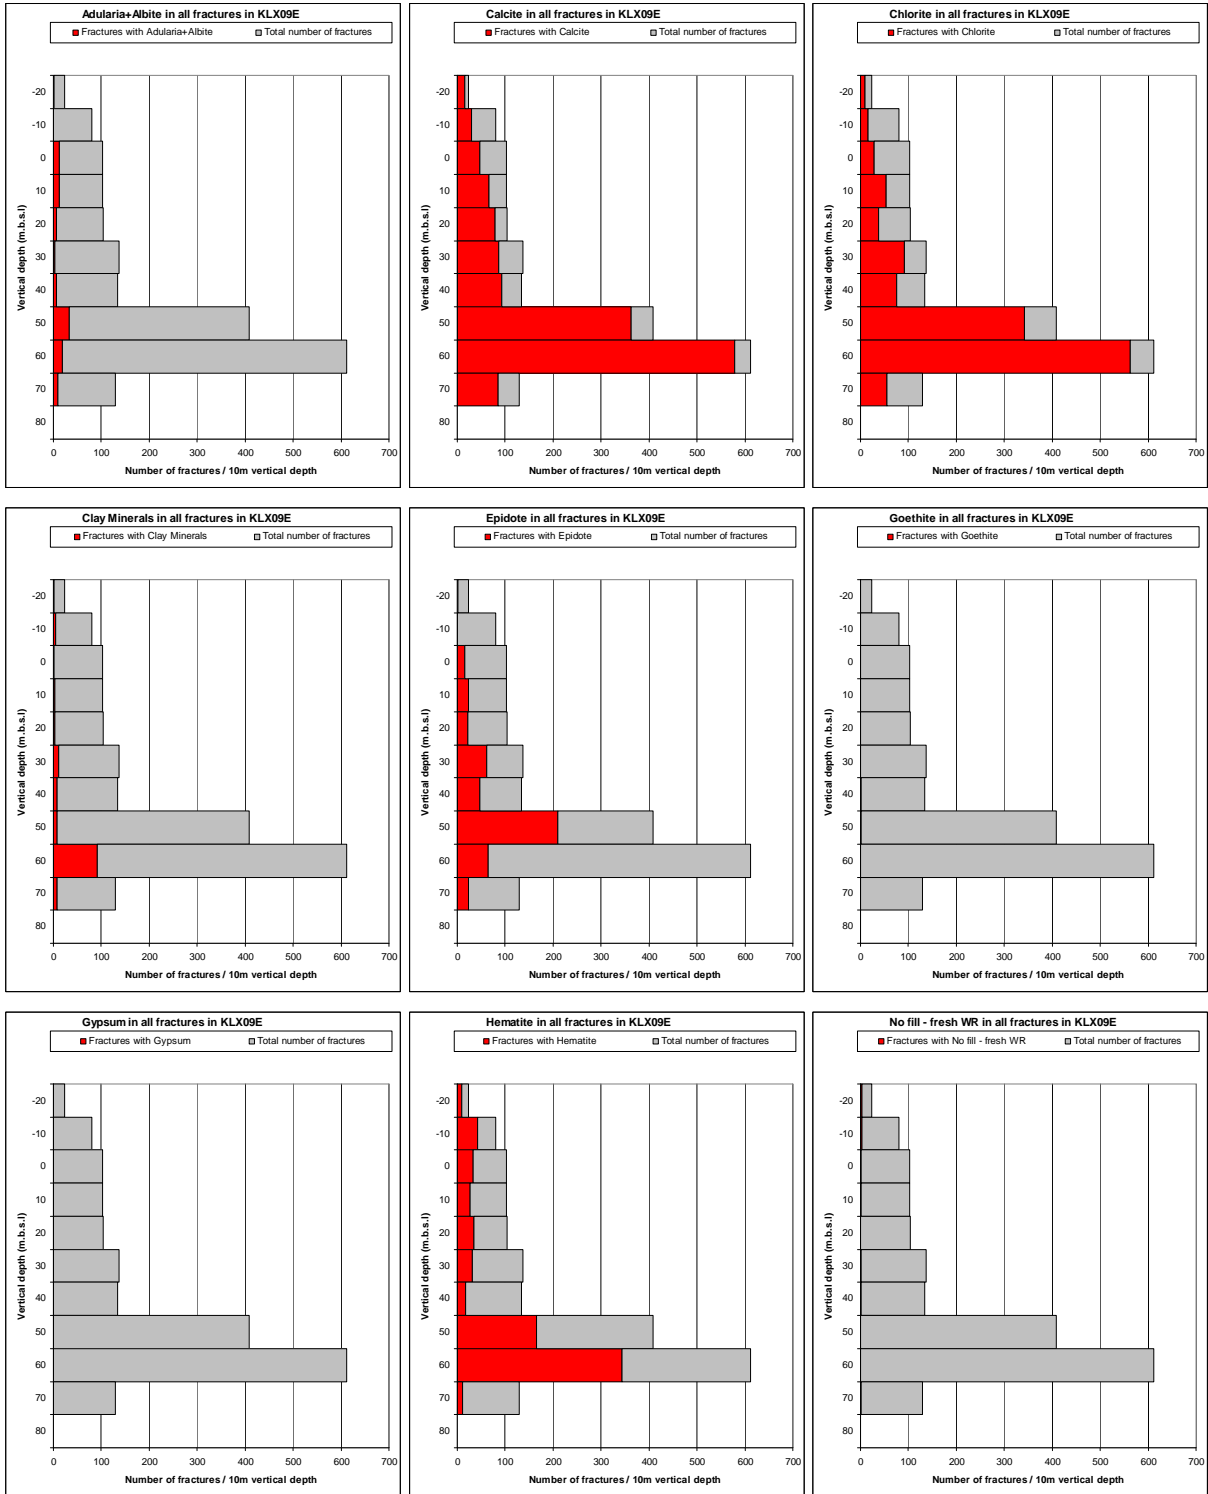 Adularia+Albite in all fractures in KLX09E
Fractures with Adularia+Albite Total number of fractures
-20
-10
0
10
20
30
40
50
60
70
80
0 100 200 300 400 500 600 700
Vertical depth (m.b.s.l)
Number of fractures / 10m vertical depth
Calcite in all fractures in KLX09E
Fractures with Calcite Total number of fractures
-20
-10
0
10
20
30
40
50
60
70
80
0 100 200 300 400 500 600 700
Vertical depth (m.b.s.l)
Number of fractures / 10m vertical depth
Chlorite in all fractures in KLX09E
Fractures with Chlorite Total number of fractures
-20
-10
0
10
20
30
40
50
60
70
80
0 100 200 300 400 500 600 700
Vertical depth (m.b.s.l)
Number of fractures / 10m vertical depth
Clay Minerals in all fractures in KLX09E
Fractures with Clay Minerals Total number of fractures
-20
-10
0
10
20
30
40
50
60
70
80
0 100 200 300 400 500 600 700
Vertical depth (m.b.s.l)
Number of fractures / 10m vertical depth
Epidote in all fractures in KLX09E
Fractures with Epidote Total number of fractures
-20
-10
0
10
20
30
40
50
60
70
80
0 100 200 300 400 500 600 700
Vertical depth (m.b.s.l)
Number of fractures / 10m vertical depth
Goethite in all fractures in KLX09E
Fractures with Goethite Total number of fractures
-20
-10
0
10
20
30
40
50
60
70
80
0 100 200 300 400 500 600 700
Vertical depth (m.b.s.l)
Number of fractures / 10m vertical depth
Gypsum in all fractures in KLX09E
Fractures with Gypsum Total number of fractures
-20
-10
0
10
20
30
40
50
60
70
80
0 100 200 300 400 500 600 700
Vertical depth (m.b.s.l)
Number of fractures / 10m vertical depth
Hematite in all fractures in KLX09E
Fractures with Hematite Total number of fractures
-20
-10
0
10
20
30
40
50
60
70
80
0 100 200 300 400 500 600 700
Vertical depth (m.b.s.l)
Number of fractures / 10m vertical depth
No fill - fresh WR in all fractures in KLX09E
Fractures with No fill - fresh WR Total number of fractures
-20
-10
0
10
20
30
40
50
60
70
80
0 100 200 300 400 500 600 700
Vertical depth (m.b.s.l)
Number of fractures / 10m vertical depth